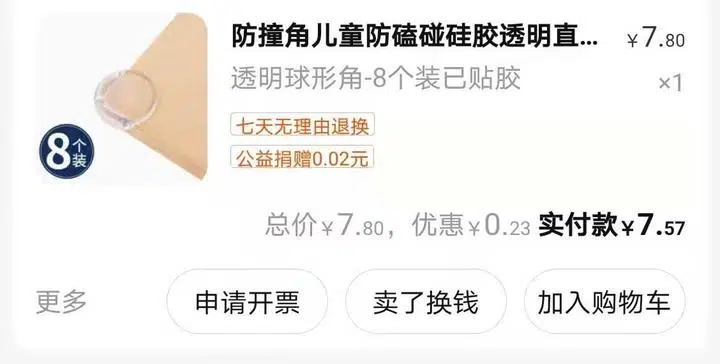 防撞角儿童防磕碰硅胶透明直... ¥7.80
透明球形角-8个装已贴胶 ×1
七天无理由退换
公益捐赠0.02元
8个装
总价¥7.80，优惠¥0.23 实付款¥7.57
更多 申请开票 卖了换钱 加入购物车